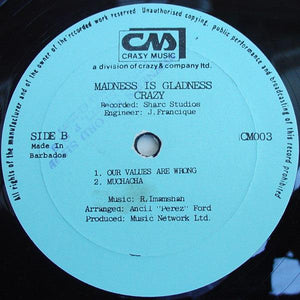 All rights of the manufacturer and of the owner of the recorded work reserved. Unauthorised copying, public performance and broadcasting of this record prohibited.
CM
CRAZY MUSIC
a division of crazy & company ltd.
MADNESS IS GLADNESS
CRAZY
Recorded: Sharc Studios
Engineer: J.Francique
SIDE B
Made In
Barbados
CM003
1. OUR VALUES ARE WRONG
2. MUCHACHA
Music: R.Imamshah
Arranged: Ancil "Perez" Ford
Produced: Music Network Ltd.